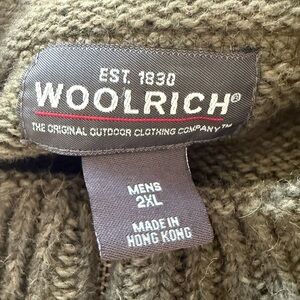 EST. 1830
WOOLRICH®
THE ORIGINAL OUTDOOR CLOTHING COMPANY™
MENS
2XL
MADE IN
HONG KONG